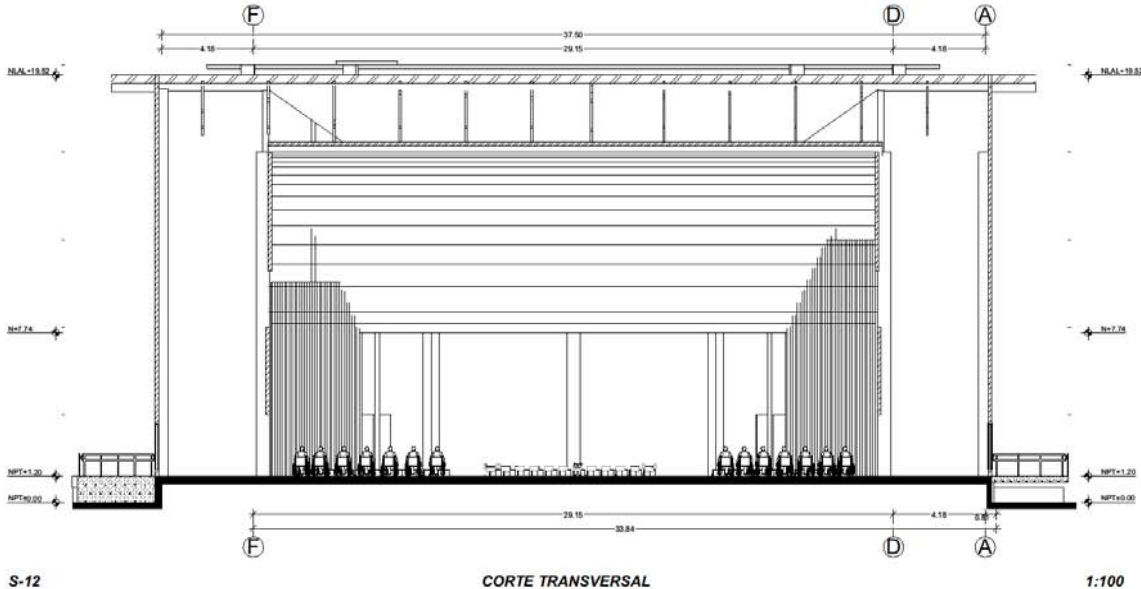 F D A
37.50
4.18 29.15 4.18
NLAL+19.52 NLAL+19.52
N+7.74 N+7.74
NPT+1.20 NPT+1.20
NPT±0.00 NPT±0.00
29.15 4.18
33.84
F D A
S-12 CORTE TRANSVERSAL 1:100